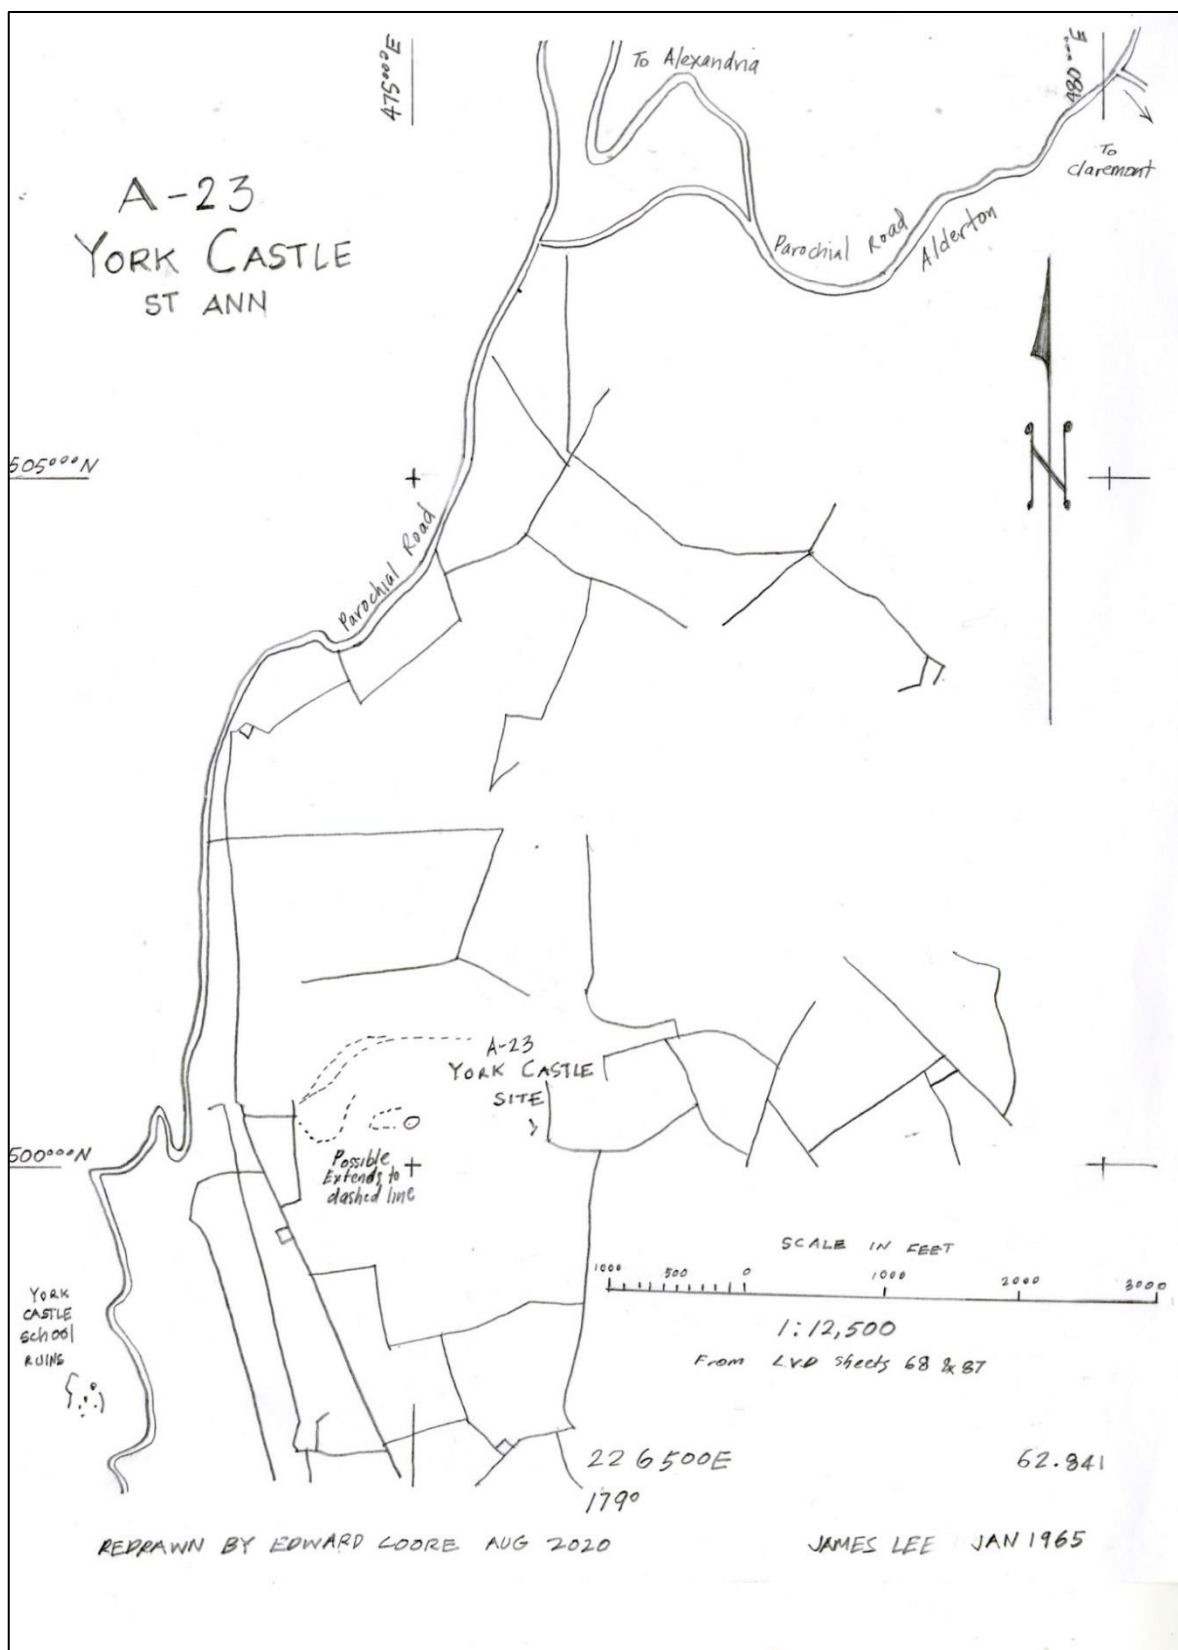 475000E
To Alexandria
480000E
To
Claremont
A-23
YORK CASTLE
ST ANN
Parochial Road
Alderton
N
505000N
Parochial Road
A-23
YORK CASTLE
SITE
500000N
Possible
Extends to
dashed line
SCALE IN FEET
1000 500 0 1000 2000 3000
1:12,500
From L.V.D sheets 68 & 87
YORK
CASTLE
School
RUINS
226500E
62.841
179°
REDRAWN BY EDWARD COORE AUG 2020
JAMES LEE JAN 1965